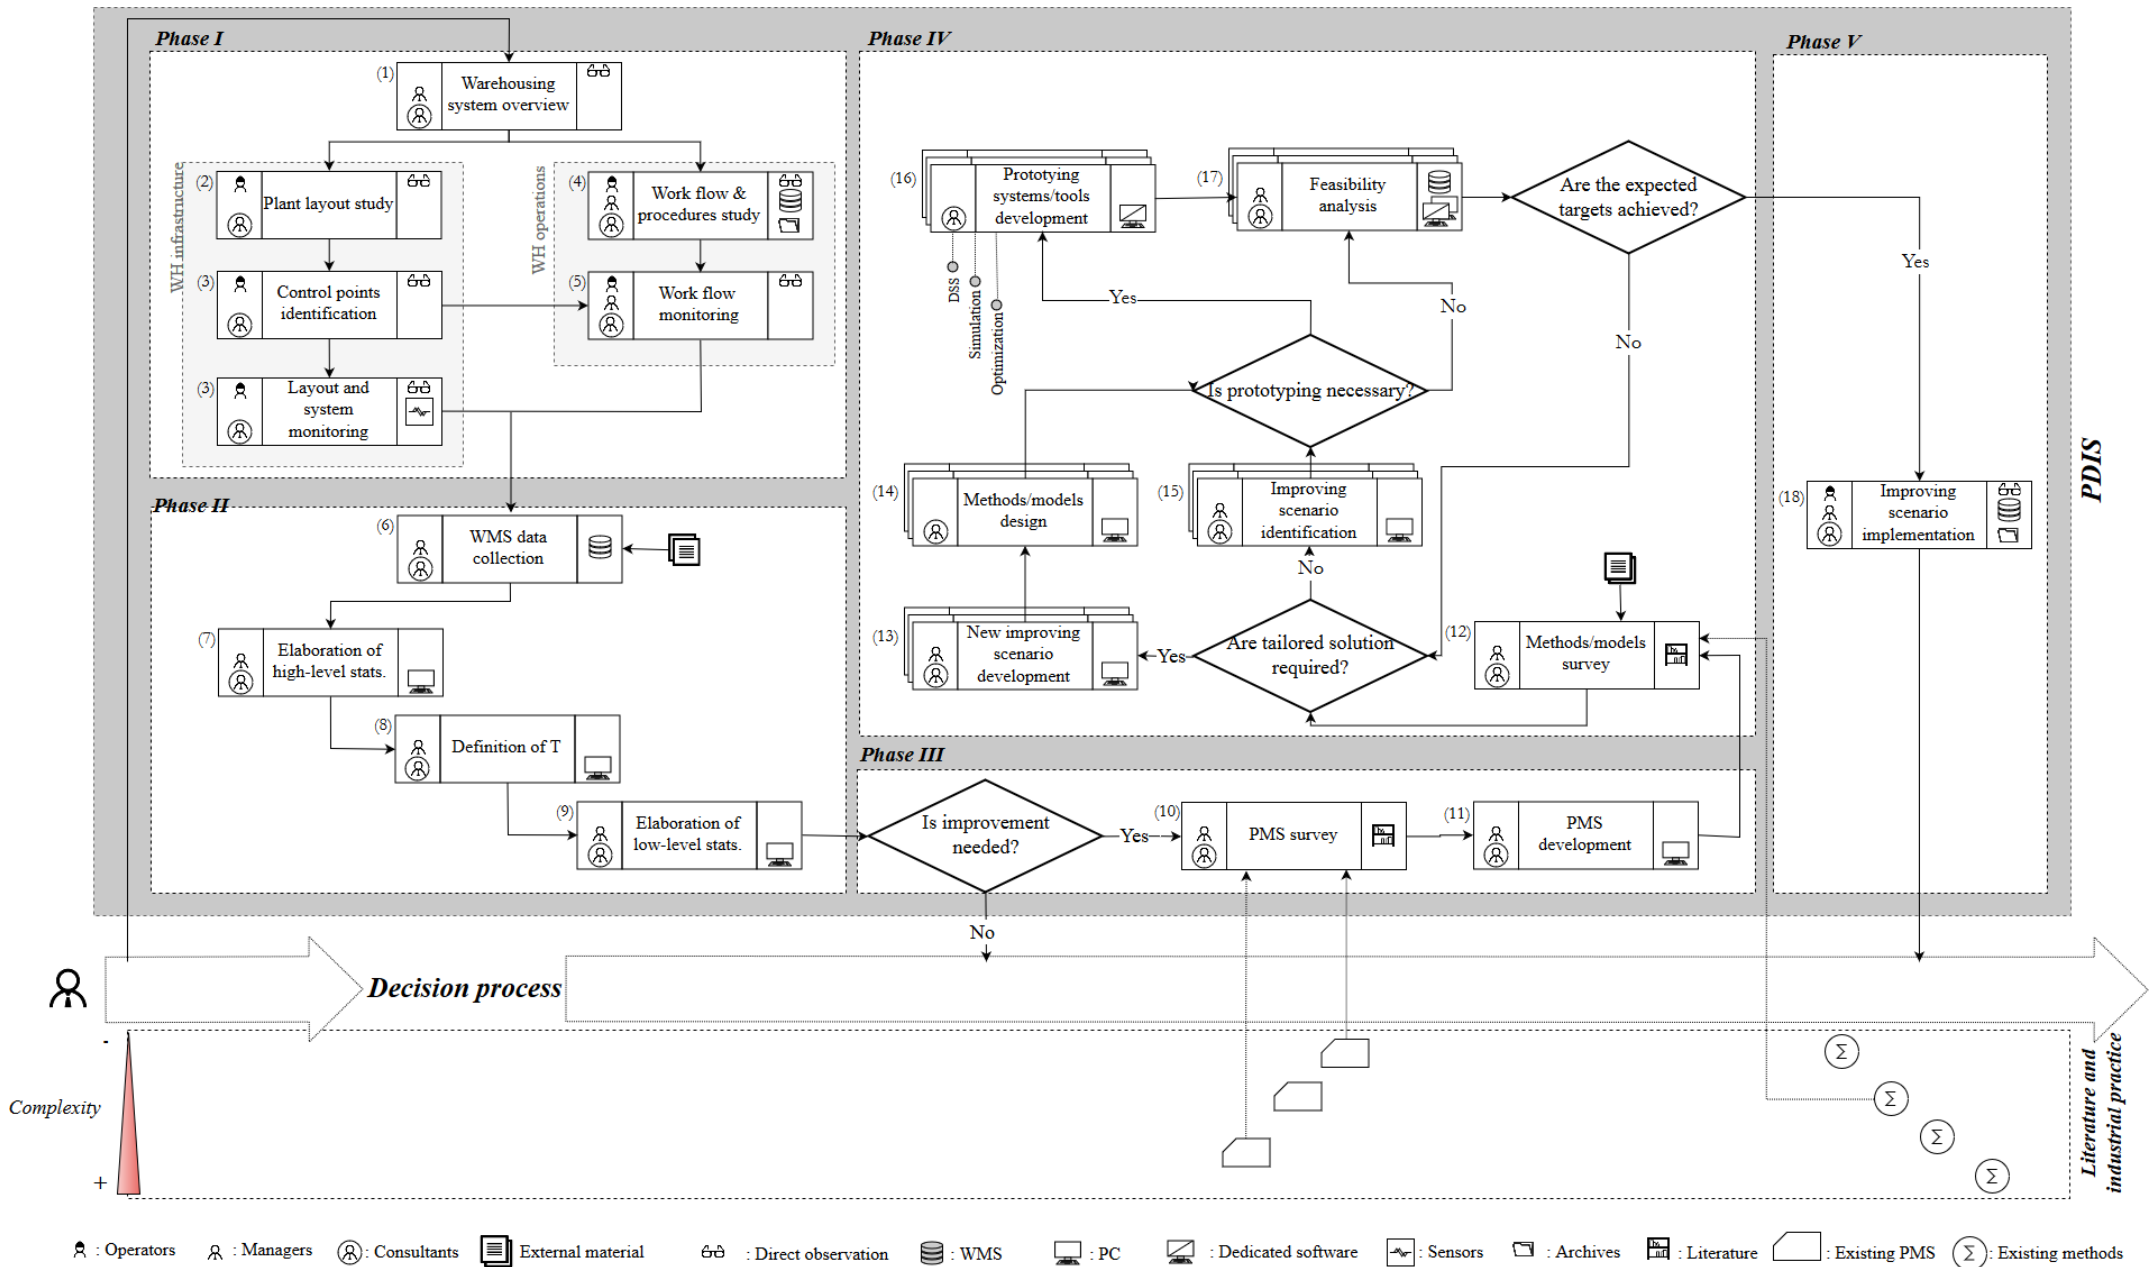 Phase I
(1)
Warehousing
system overview
WH infrastructure
(2)
Plant layout study
(3)
Control points
identification
(3)
Layout and
system
monitoring
WH operations
(4)
Work flow &
procedures study
(5)
Work flow
monitoring
Phase II
(6)
WMS data
collection
(7)
Elaboration of
high-level stats.
(8)
Definition of T
(9)
Elaboration of
low-level stats.
Phase III
Is improvement
needed?
Yes
No
(10)
PMS survey
(11)
PMS
development
Phase IV
(12)
Methods/models
survey
Are tailored solution
required?
Yes
No
(13)
New improving
scenario
development
(14)
Methods/models
design
(15)
Improving
scenario
identification
Is prototyping necessary?
Yes
No
(16)
Prototying
systems/tools
development
DSS
Simulation
Optimization
(17)
Feasibility
analysis
Are the expected
targets achieved?
No
Yes
Phase V
(18)
Improving
scenario
implementation
PDIS
Decision process
-
Complexity
+
Literature and
industrial practice
Σ
Σ
Σ
Σ
: Operators
: Managers
: Consultants
External material
: Direct observation
: WMS
: PC
: Dedicated software
: Sensors
: Archives
: Literature
: Existing PMS
Σ : Existing methods